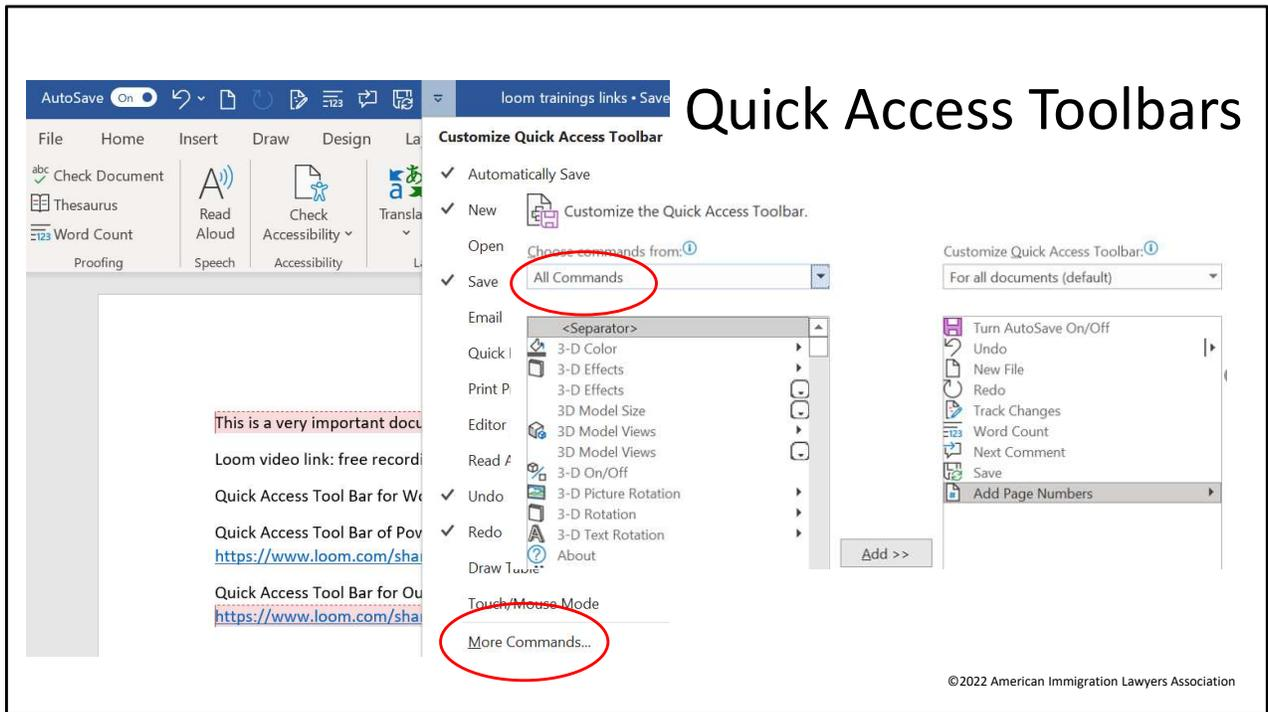 Quick Access Toolbars
AutoSave On
loom trainings links • Save
File Home Insert Draw Design
Check Document
Thesaurus
Word Count
Proofing
Read
Aloud
Speech
Check
Accessibility
Accessibility
Customize Quick Access Toolbar
Automatically Save
New
Open
Save
Email
Quick
Print
Editor
Read
Undo
Redo
Draw
Touch/Mouse Mode
More Commands...
Customize the Quick Access Toolbar.
Choose commands from:
All Commands
<Separator>
3-D Color
3-D Effects
3-D Effects
3D Model Size
3D Model Views
3D Model Views
3-D On/Off
3-D Picture Rotation
3-D Rotation
3-D Text Rotation
About
Add >>
Customize Quick Access Toolbar:
For all documents (default)
Turn AutoSave On/Off
Undo
New File
Redo
Track Changes
Word Count
Next Comment
Save
Add Page Numbers
This is a very important docu
Loom video link: free recordi
Quick Access Tool Bar for
Quick Access Tool Bar of
https://www.loom.com/sha
Quick Access Tool Bar for Ou
https://www.loom.com/sha
©2022 American Immigration Lawyers Association